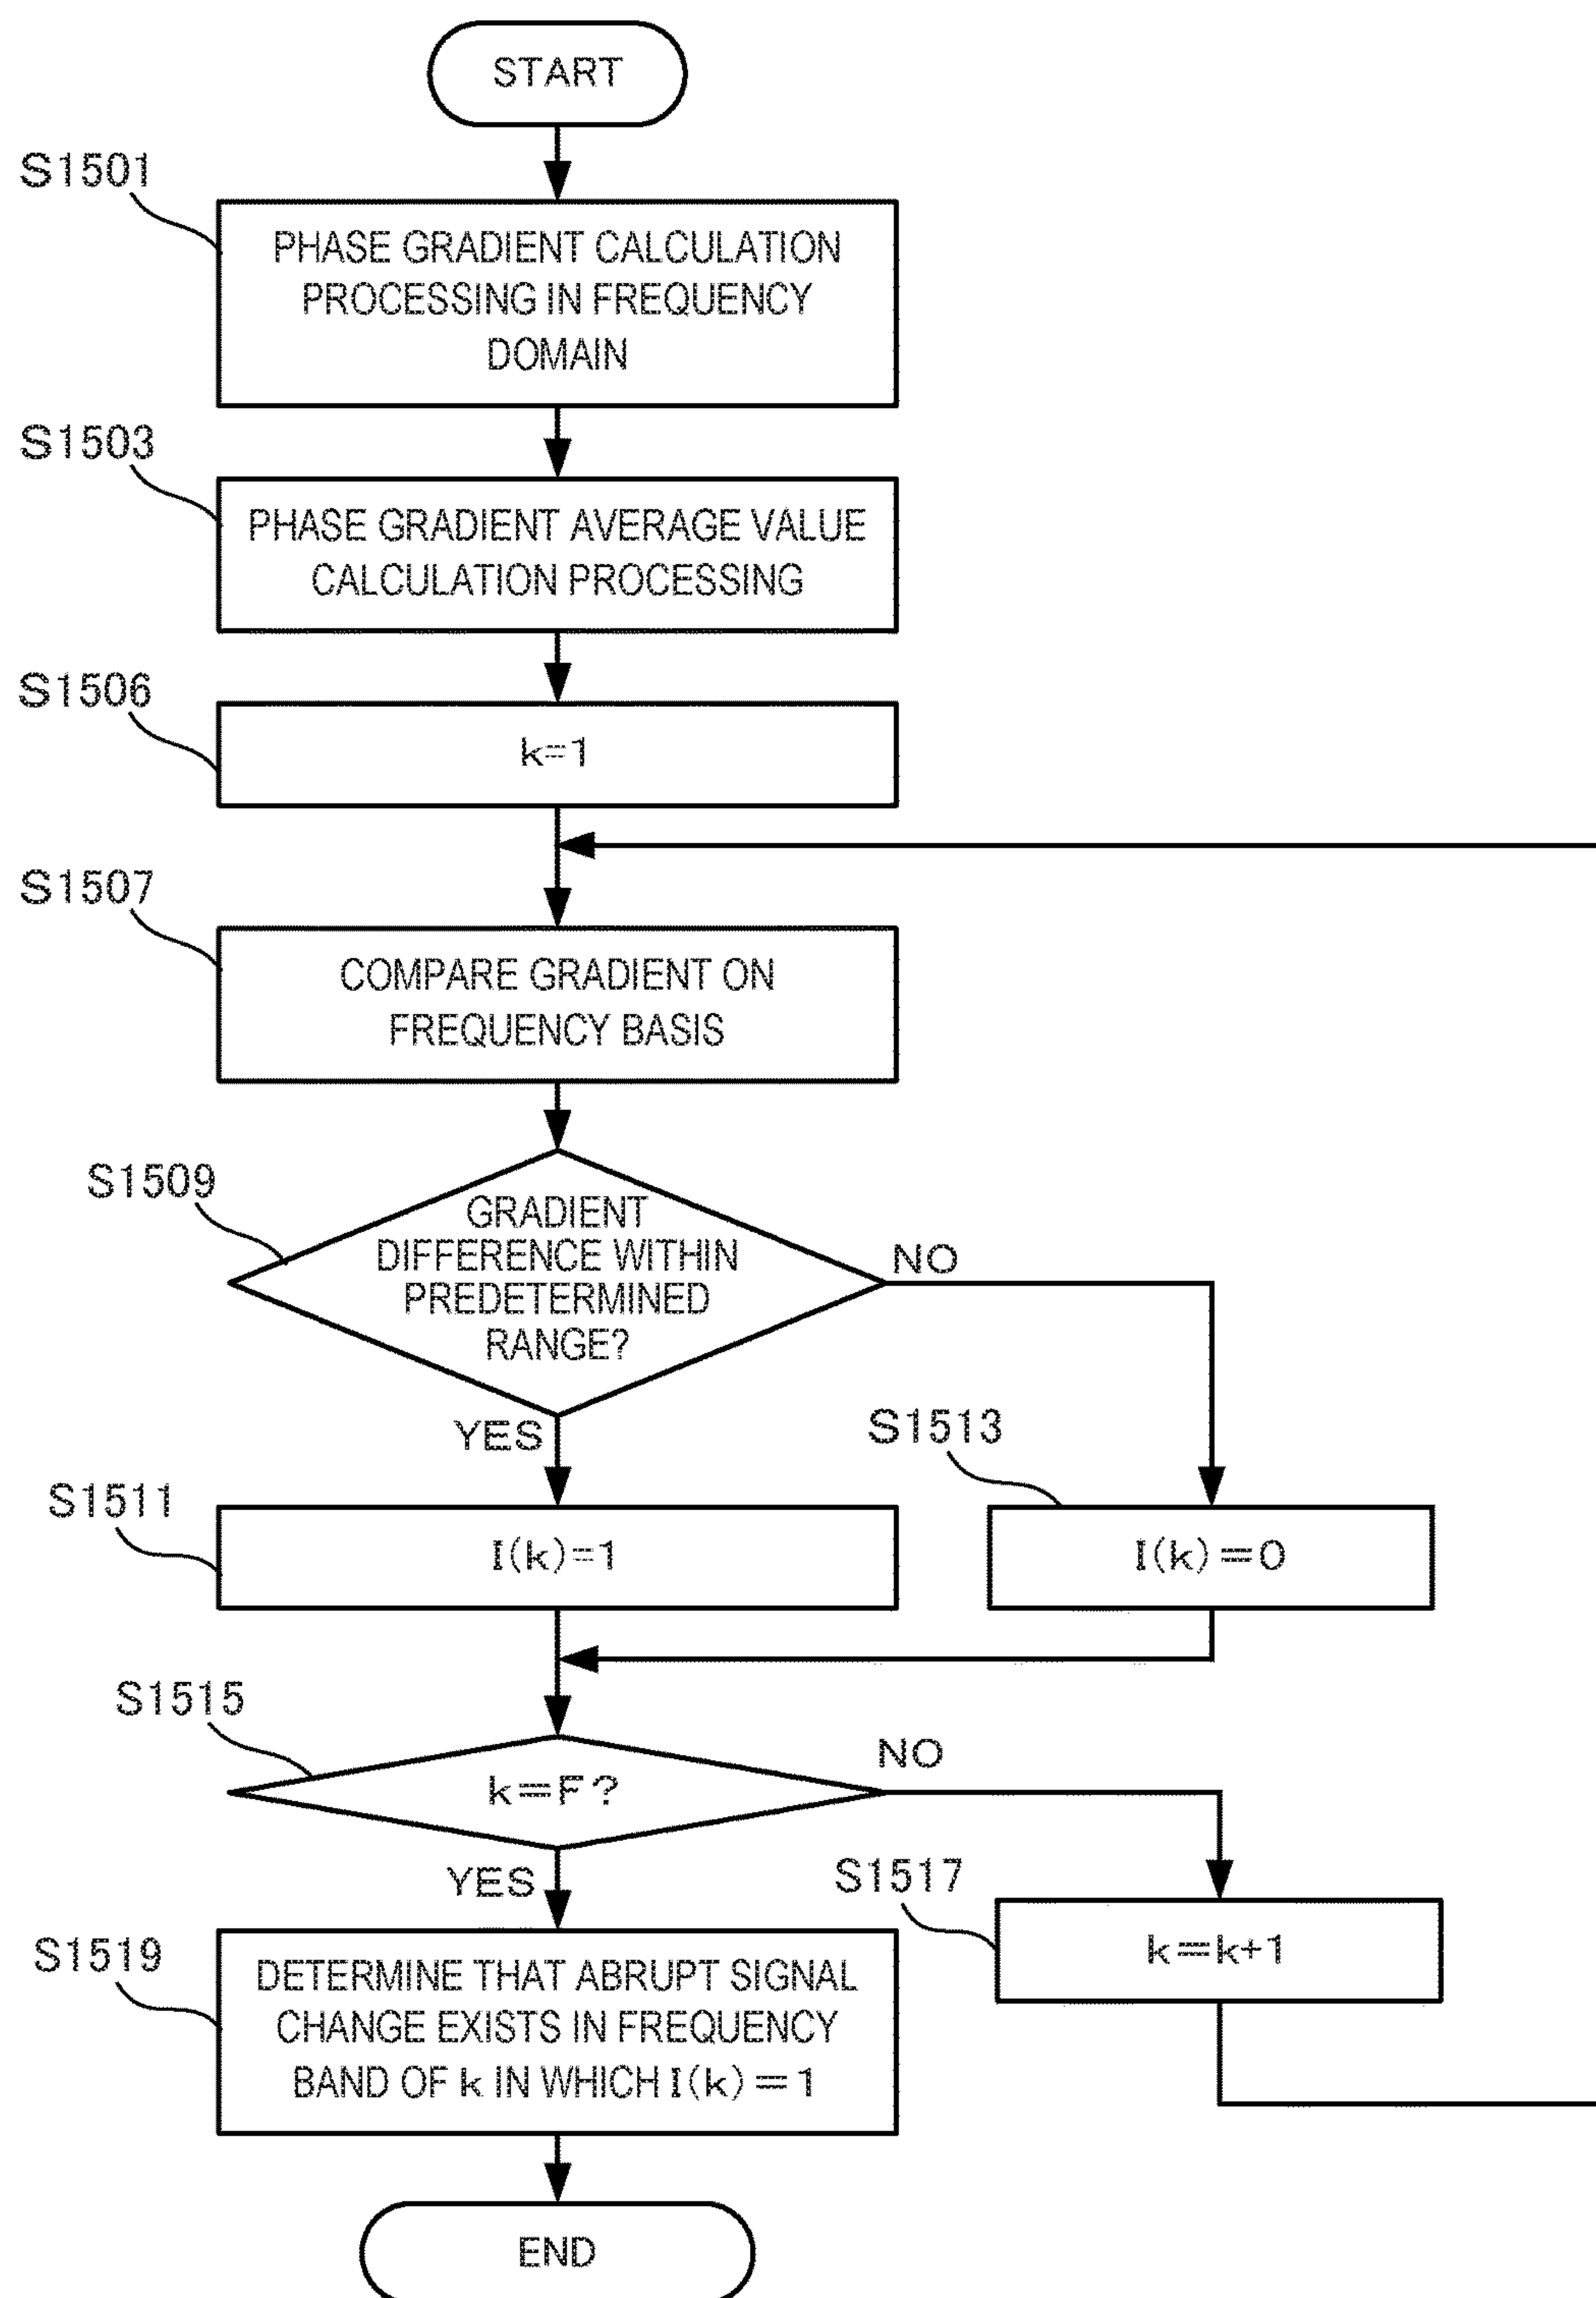 START
S1501
PHASE GRADIENT CALCULATION
PROCESSING IN FREQUENCY
DOMAIN
S1503
PHASE GRADIENT AVERAGE VALUE
CALCULATION PROCESSING
S1506
k=1
S1507
COMPARE GRADIENT ON
FREQUENCY BASIS
S1509
GRADIENT
DIFFERENCE WITHIN
PREDETERMINED
RANGE?
NO
YES
S1513
S1511
I(k)=1
I(k)=0
S1515
k=F?
NO
YES
S1517
k=k+1
S1519
DETERMINE THAT ABRUPT SIGNAL
CHANGE EXISTS IN FREQUENCY
BAND OF k IN WHICH I(k)=1
END